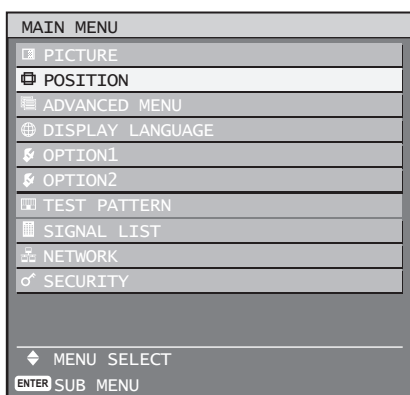 MAIN MENU
PICTURE
POSITION
ADVANCED MENU
DISPLAY LANGUAGE
OPTION1
OPTION2
TEST PATTERN
SIGNAL LIST
NETWORK
SECURITY
MENU SELECT
ENTER SUB MENU